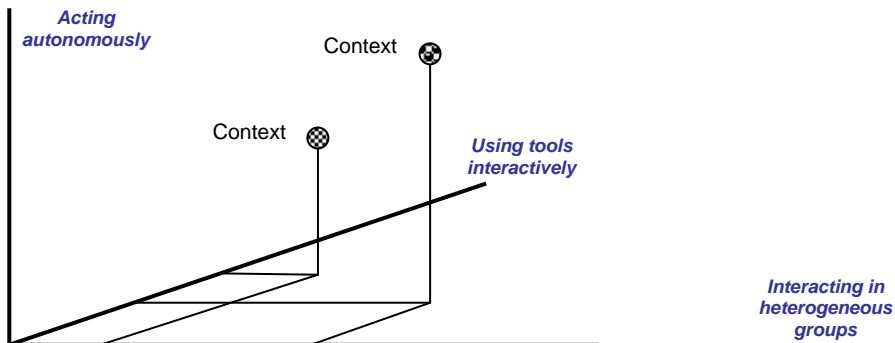 Acting
autonomously
Context
Context
Using tools
interactively
Interacting in
heterogeneous
groups